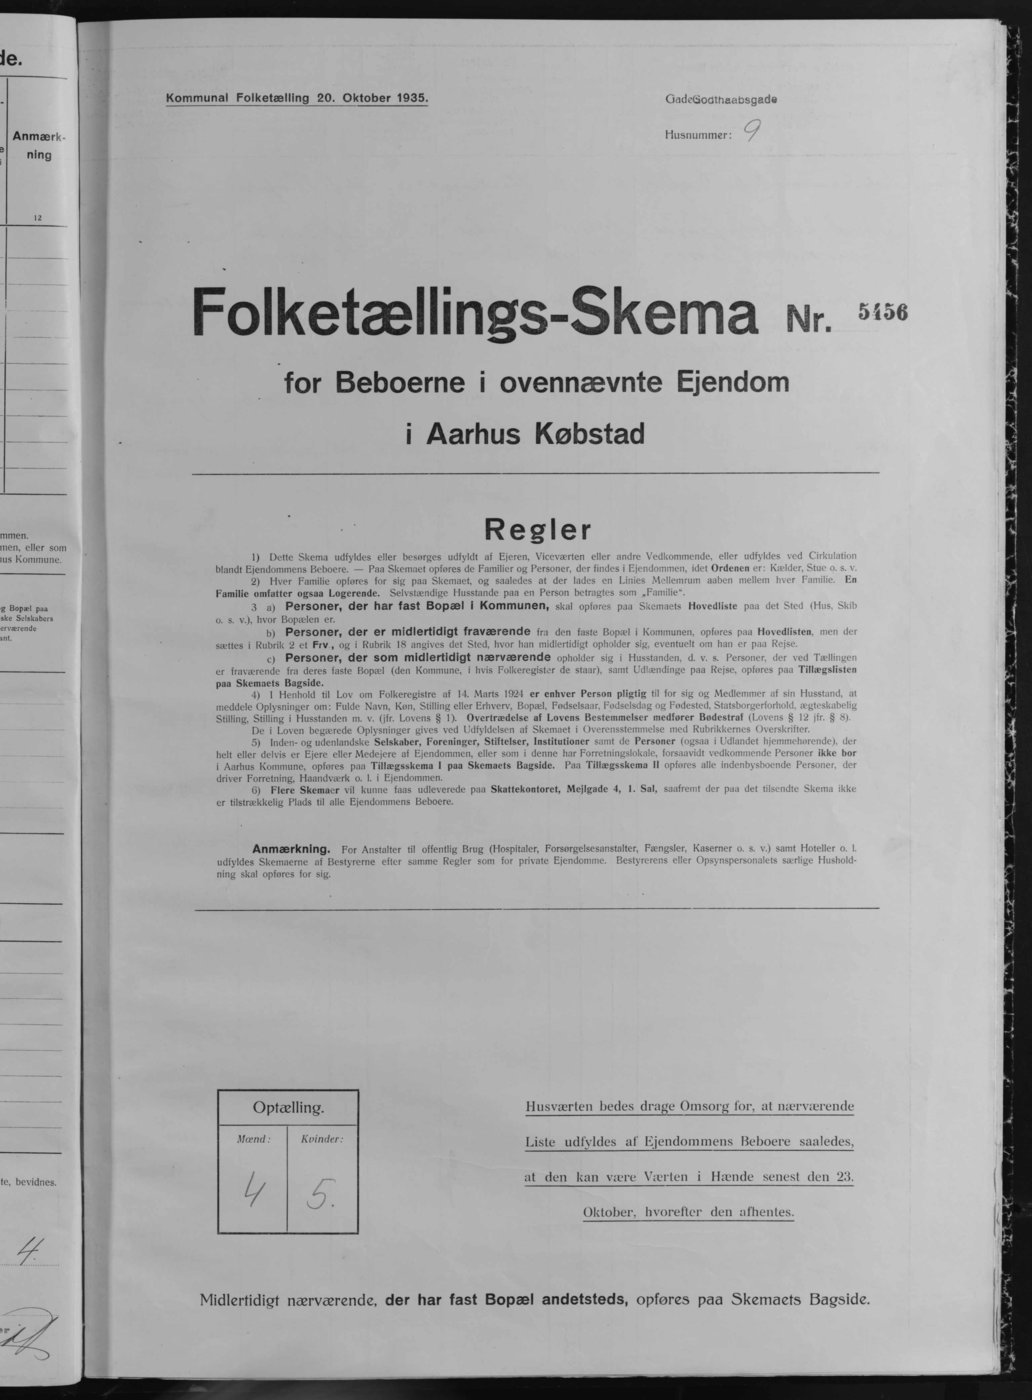 de.
Anmærk-
ning
12
mmen.
men, eller som
us Kommune.
g Bopæl paa
ske Selskabers
erværende
ant.
te, bevidnes.
4.
Kommunal Folketælling 20. Oktober 1935.
Gade Godthaabsgade
Husnummer: 9
Folketællings-Skema Nr. 5456
for Beboerne i ovennævnte Ejendom
i Aarhus Købstad
Regler
1) Dette Skema udfyldes eller besørges udfyldt af Ejeren, Viceværten eller andre Vedkommende, eller udfyldes ved Cirkulation
blandt Ejendommens Beboere. — Paa Skemaet opføres de Familier og Personer, der findes i Ejendommen, idet Ordenen er: Kælder, Stue o. s. v.
2) Hver Familie opføres for sig paa Skemaet, og saaledes at der lades en Linies Mellemrum aaben mellem hver Familie. En
Familie omfatter ogsaa Logerende. Selvstændige Husstande paa en Person betragtes som „Familie“.
3 a) Personer, der har fast Bopæl i Kommunen, skal opføres paa Skemaets Hovedliste paa det Sted (Hus, Skib
o. s. v.), hvor Bopælen er.
b) Personer, der er midlertidigt fraværende fra den faste Bopæl i Kommunen, opføres paa Hovedlisten, men der
sættes i Rubrik 2 et Frv., og i Rubrik 18 angives det Sted, hvor han midlertidigt opholder sig, eventuelt om han er paa Rejse.
c) Personer, der som midlertidigt nærværende opholder sig i Husstanden, d. v. s. Personer, der ved Tællingen
er fraværende fra deres faste Bopæl (den Kommune, i hvis Folkeregister de staar), samt Udlændinge paa Rejse, opføres paa Tillægslisten
paa Skemaets Bagside.
4) I Henhold til Lov om Folkeregistre af 14. Marts 1924 er enhver Person pligtig til for sig og Medlemmer af sin Husstand, at
meddele Oplysninger om: Fulde Navn, Køn, Stilling eller Erhverv, Bopæl, Fødselsaar, Fødselsdag og Fødested, Statsborgerforhold, ægteskabelig
Stilling, Stilling i Husstanden m. v. (jfr. Lovens § 1). Overtrædelse af Lovens Bestemmelser medfører Bødestraf (Lovens § 12 jfr. § 8).
De i Loven begærede Oplysninger gives ved Udfyldelsen af Skemaet i Overensstemmelse med Rubrikkernes Overskrifter.
5) Inden- og udenlandske Selskaber, Foreninger, Stiftelser, Institutioner samt de Personer (ogsaa i Udlandet hjemmehørende), der
helt eller delvis er Ejere eller Medejere af Ejendommen, eller som i denne har Forretningslokale, forsaavidt vedkommende Personer ikke bor
i Aarhus Kommune, opføres paa Tillægsskema I paa Skemaets Bagside. Paa Tillægsskema II opføres alle indenbysboende Personer, der
driver Forretning, Haandværk o. l. i Ejendommen.
6) Flere Skemaer vil kunne faas udleverede paa Skattekontoret, Mejlgade 4, 1. Sal, saafremt der paa det tilsendte Skema ikke
er tilstrækkelig Plads til alle Ejendommens Beboere.
Anmærkning. For Anstalter til offentlig Brug (Hospitaler, Forsørgelsesanstalter, Fængsler, Kaserner o. s. v.) samt Hoteller o. l.
udfyldes Skemaerne af Bestyrerne efter samme Regler som for private Ejendomme. Bestyrerens eller Opsynspersonalets særlige Hushold-
ning skal opføres for sig.
Optælling.
Mænd: Kvinder:
4 5.
Husværten bedes drage Omsorg for, at nærværende
Liste udfyldes af Ejendommens Beboere saaledes,
at den kan være Værten i Hænde senest den 23.
Oktober, hvorefter den afhentes.
Midlertidigt nærværende, der har fast Bopæl andetsteds, opføres paa Skemaets Bagside.